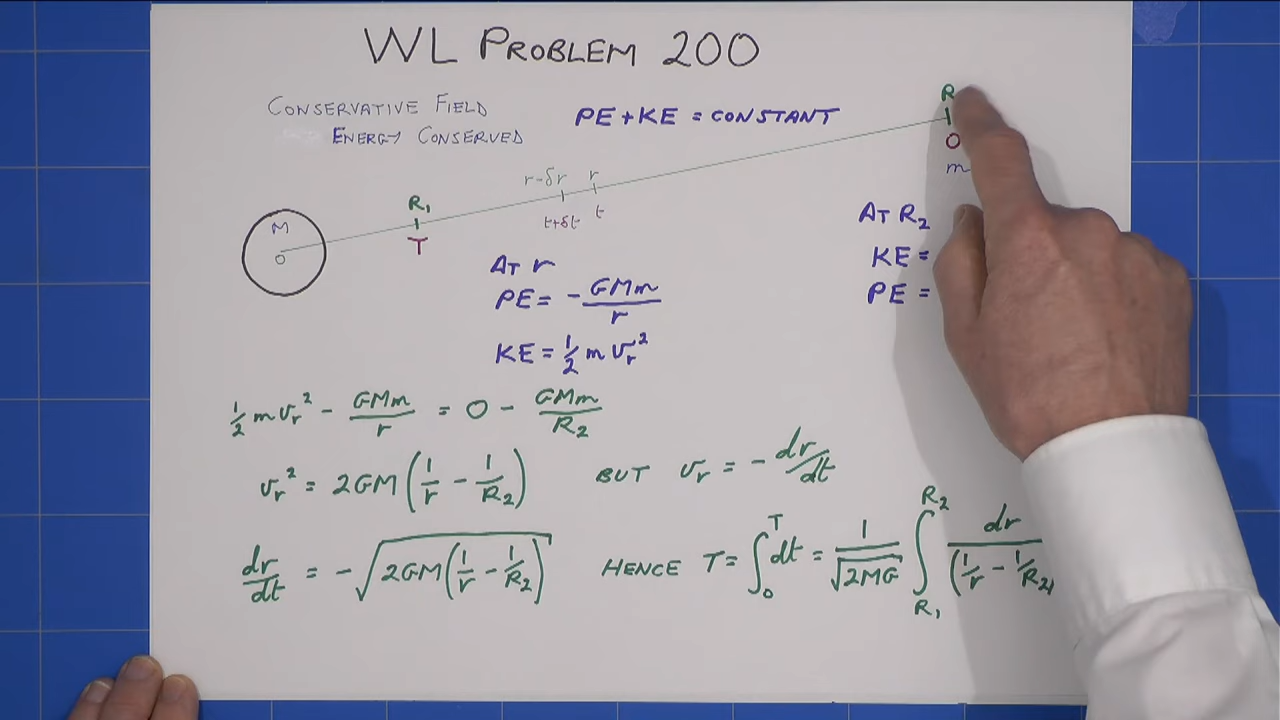 WL PROBLEM 200
CONSERVATIVE FIELD
ENERGY CONSERVED
PE + KE = CONSTANT
R
O
m
r-δr r
t+δt t
R₁
T
M
O
AT r
PE = - GMm/r
KE = ½ m vᵣ²
AT R₂
KE =
PE =
½ m vᵣ² - GMm/r = 0 - GMm/R₂
vᵣ² = 2GM(1/r - 1/R₂) BUT vᵣ = - dr/dt
dr/dt = - √(2GM(1/r - 1/R₂)) HENCE T = ∫₀ᵀ dt = 1/√(2MG) ∫_{R₁}^{R₂} dr/(1/r - 1/R₂)